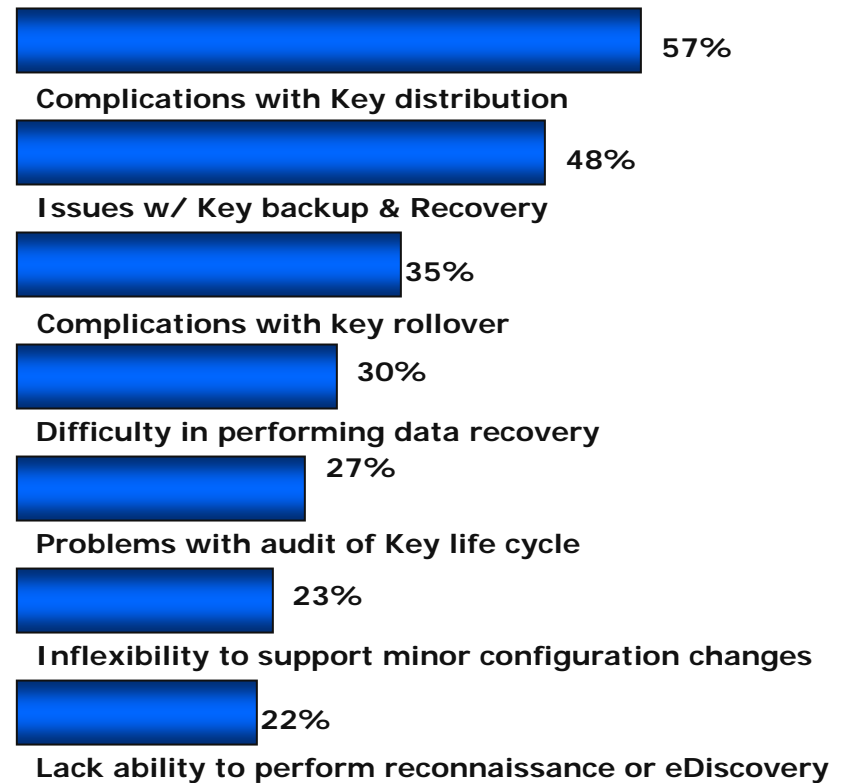 57%
Complications with Key distribution
48%
Issues w/ Key backup & Recovery
35%
Complications with key rollover
30%
Difficulty in performing data recovery
27%
Problems with audit of Key life cycle
23%
Inflexibility to support minor configuration changes
22%
Lack ability to perform reconnaissance or eDiscovery